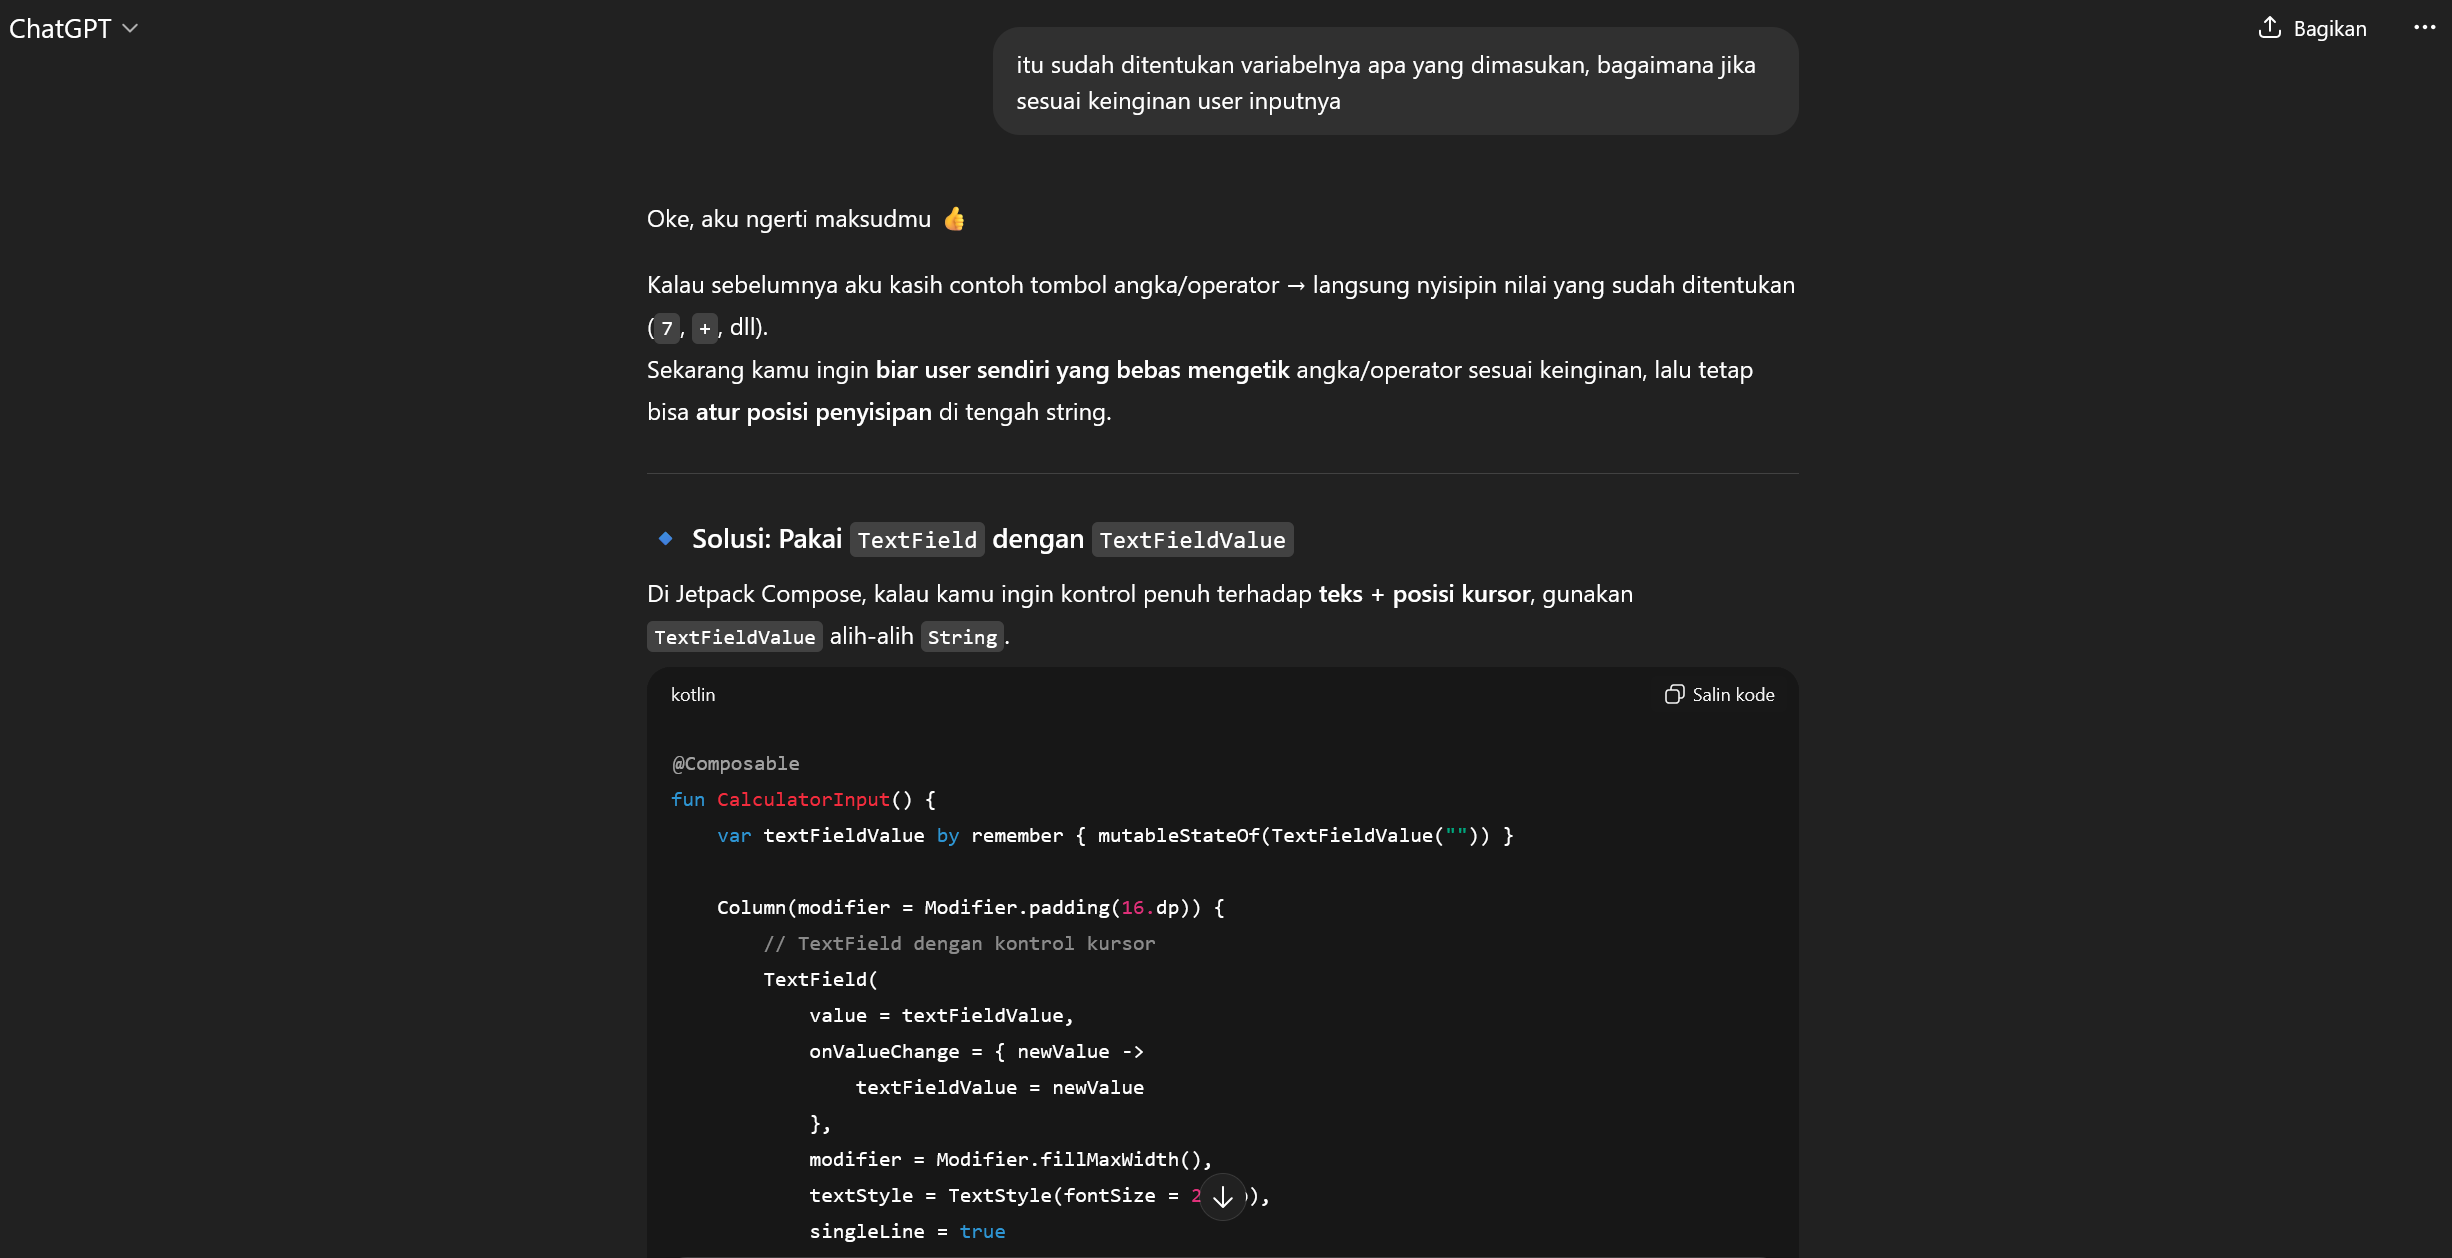 ChatGPT
Bagikan
itu sudah ditentukan variabelnya apa yang dimasukan, bagaimana jika
sesuai keinginan user inputnya
Oke, aku ngerti maksudmu 👍
Kalau sebelumnya aku kasih contoh tombol angka/operator → langsung nyisipin nilai yang sudah ditentukan
(7, +, dll).
Sekarang kamu ingin biar user sendiri yang bebas mengetik angka/operator sesuai keinginan, lalu tetap
bisa atur posisi penyisipan di tengah string.
🔹 Solusi: Pakai TextField dengan TextFieldValue
Di Jetpack Compose, kalau kamu ingin kontrol penuh terhadap teks + posisi kursor, gunakan
TextFieldValue alih-alih String.
kotlin
Salin kode
@Composable
fun CalculatorInput() {
    var textFieldValue by remember { mutableStateOf(TextFieldValue("")) }
    Column(modifier = Modifier.padding(16.dp)) {
        // TextField dengan kontrol kursor
        TextField(
            value = textFieldValue,
            onValueChange = { newValue ->
                textFieldValue = newValue
            },
            modifier = Modifier.fillMaxWidth(),
            textStyle = TextStyle(fontSize = 2),
            singleLine = true